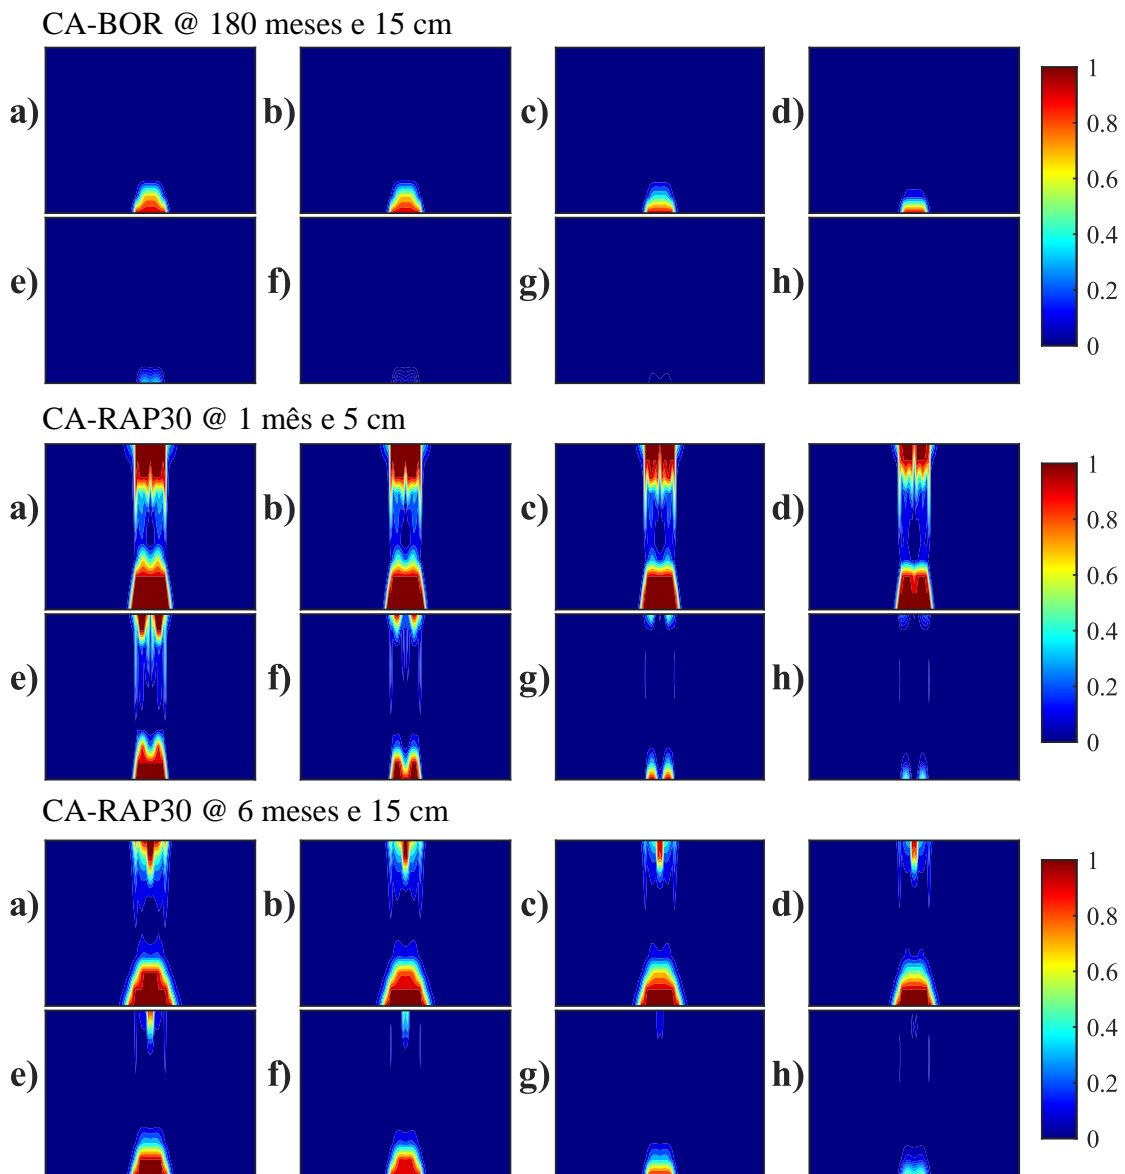 CA-BOR @ 180 meses e 15 cm
a) b) c) d)
1
0.8
0.6
0.4
0.2
0
e) f) g) h)
CA-RAP30 @ 1 mês e 5 cm
a) b) c) d)
1
0.8
0.6
0.4
0.2
0
e) f) g) h)
CA-RAP30 @ 6 meses e 15 cm
a) b) c) d)
1
0.8
0.6
0.4
0.2
0
e) f) g) h)